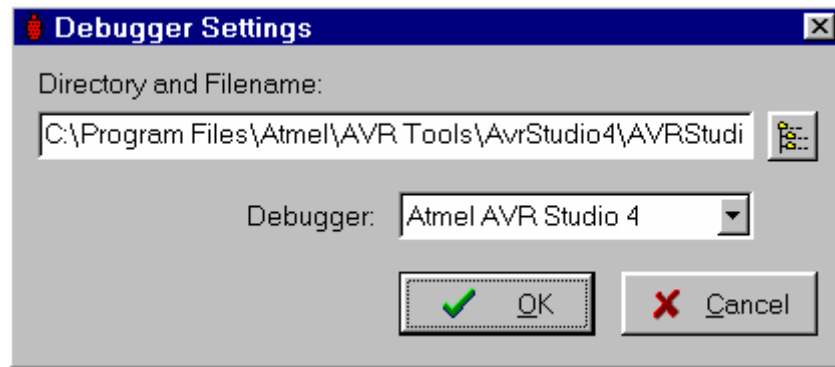 Debugger Settings
Directory and Filename:
C:\Program Files\Atmel\AVR Tools\AvrStudio4\AVRStudi
Debugger: Atmel AVR Studio 4
OK Cancel